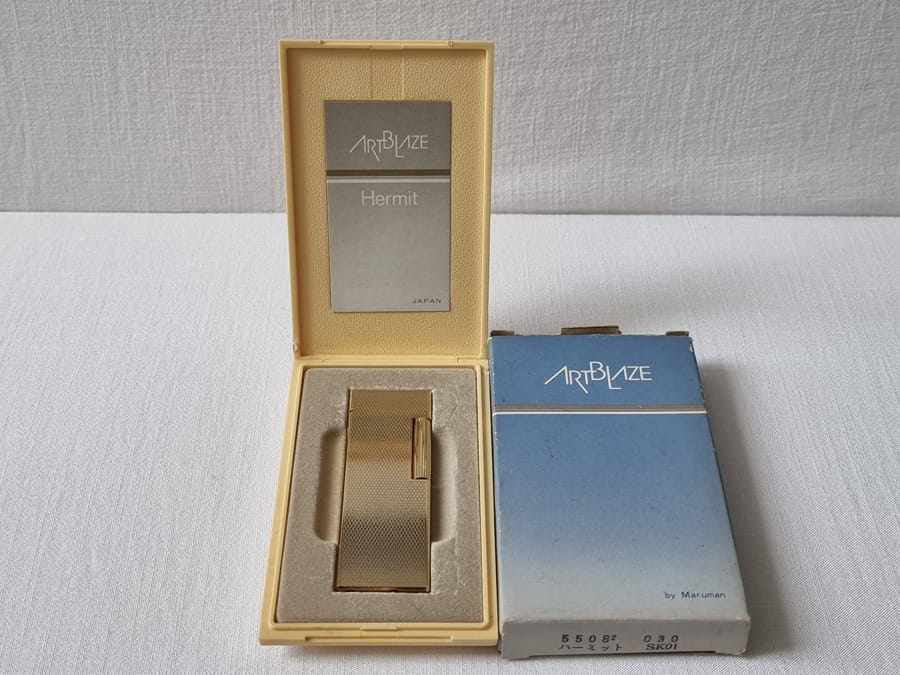 ARTBLAZE
Hermit
JAPAN
ARTBLAZE
by Maruman
5508² 030
ハーミット SK01